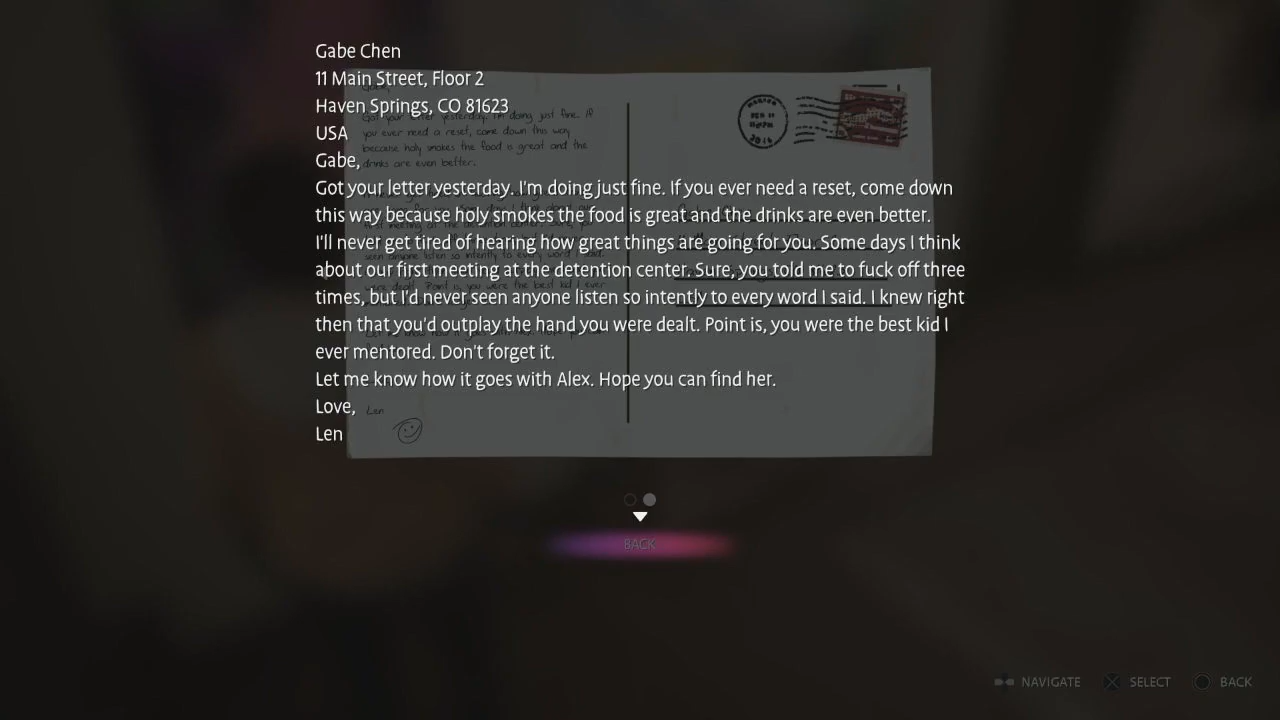 Gabe Chen
11 Main Street, Floor 2
Haven Springs, CO 81623
USA
Gabe,
Got your letter yesterday. I'm doing just fine. If you ever need a reset, come down
this way because holy smokes the food is great and the drinks are even better.
I'll never get tired of hearing how great things are going for you. Some days I think
about our first meeting at the detention center. Sure, you told me to fuck off three
times, but I'd never seen anyone listen so intently to every word I said. I knew right
then that you'd outplay the hand you were dealt. Point is, you were the best kid I
ever mentored. Don't forget it.
Let me know how it goes with Alex. Hope you can find her.
Love,
Len
Len
BACK
NAVIGATE SELECT BACK